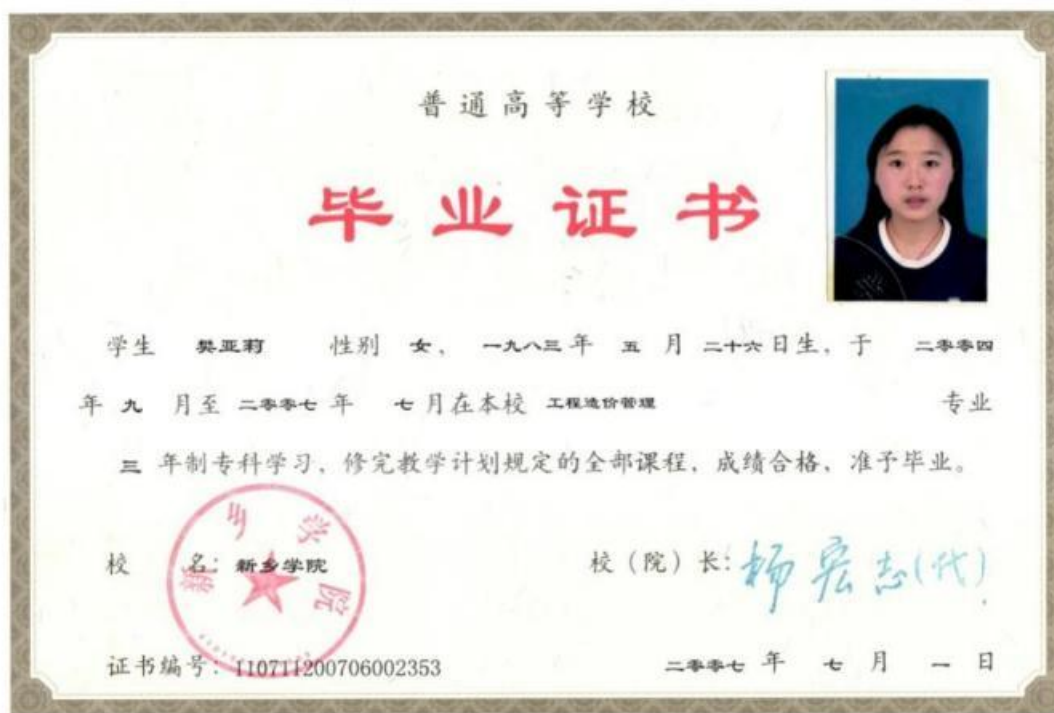 普通高等学校
毕业证书
学生 樊亚莉 性别 女，一九八三年 五 月 二十六日生，于 二零零四
年 九 月至 二零零七 年 七月在本校 工程造价管理 专业
三 年制专科学习，修完教学计划规定的全部课程，成绩合格，准予毕业。
新乡学院
校 名：新乡学院 校（院）长：杨宏志(代)
证书编号：110711200706002353 二零零七 年 七 月 一 日